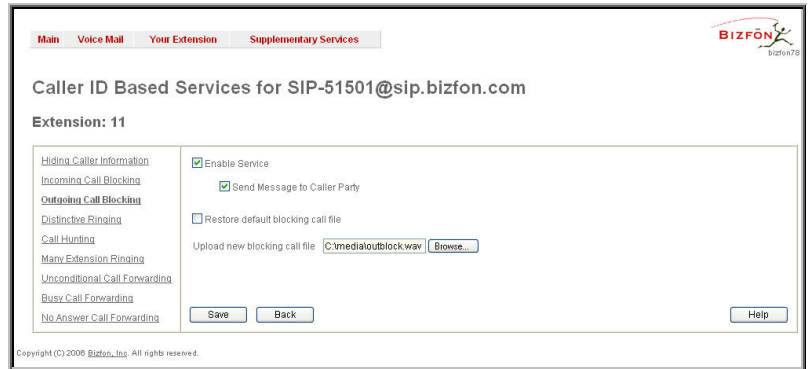 Main Voice Mail Your Extension Supplementary Services
BIZFŌN
bizfon78
Caller ID Based Services for SIP-51501@sip.bizfon.com
Extension: 11
Hiding Caller Information
Incoming Call Blocking
Outgoing Call Blocking
Distinctive Ringing
Call Hunting
Many Extension Ringing
Unconditional Call Forwarding
Busy Call Forwarding
No Answer Call Forwarding
Enable Service
Send Message to Caller Party
Restore default blocking call file
Upload new blocking call file C:\media\outblock.wav Browse...
Save Back Help
Copyright (C) 2006 Bizfon, Inc. All rights reserved.